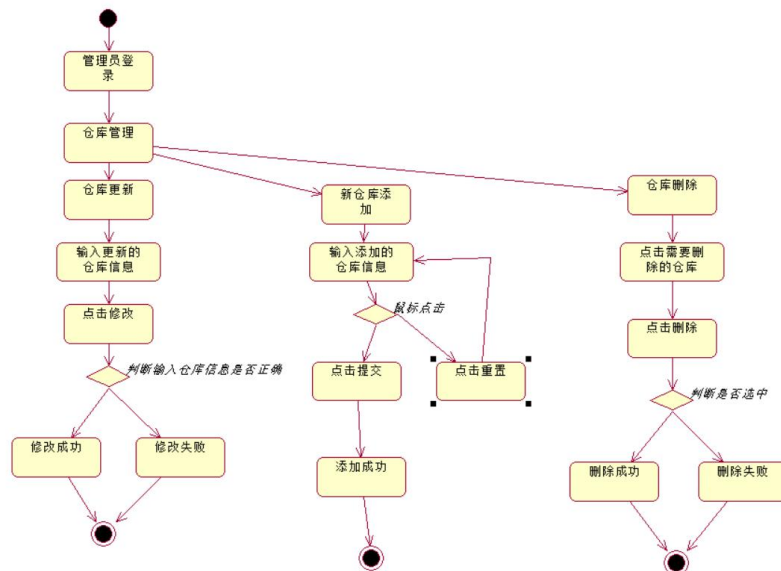 管理员登
录
仓库管理
仓库更新
新仓库添
加
仓库删除
输入更新的
仓库信息
输入添加的
仓库信息
点击需要删
除的仓库
点击修改
鼠标点击
点击删除
判断输入仓库信息是否正确
点击提交
点击重置
判断是否选中
修改成功
修改失败
添加成功
删除成功
删除失败